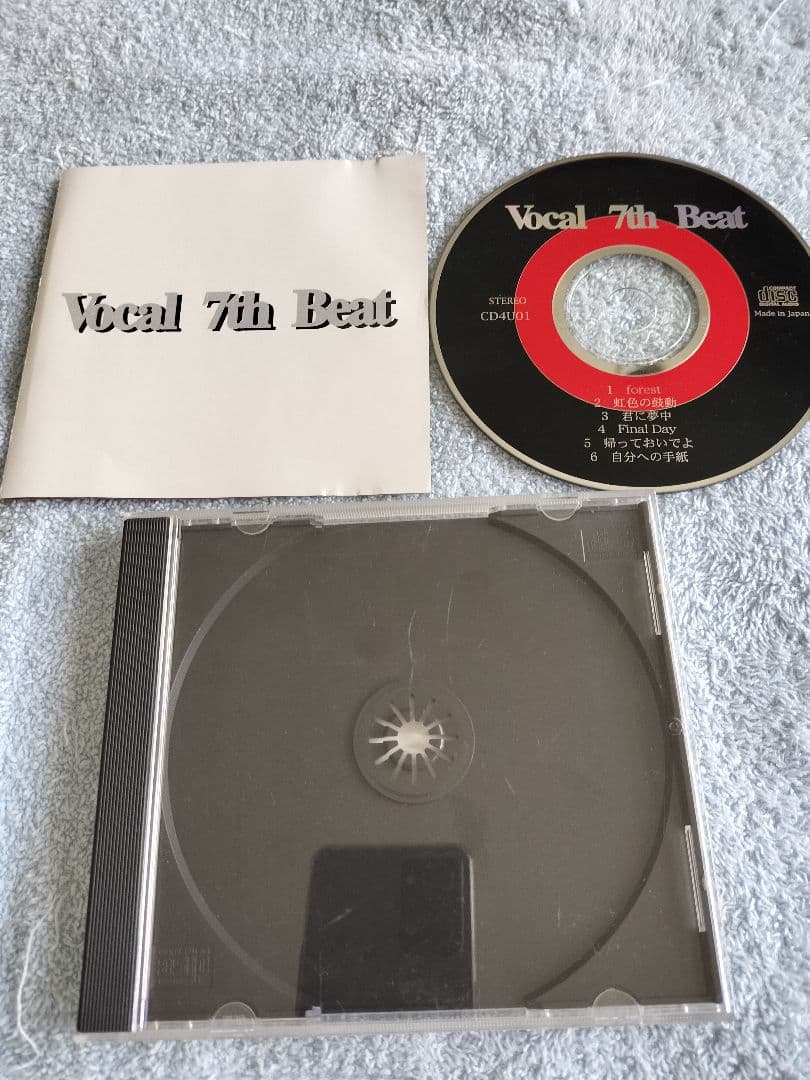 Vocal 7th Beat
Vocal 7th Beat
STEREO
CD4U01
COMPACT
disc
DIGITAL AUDIO
Made in Japan
1 forest
2 虹色の鼓動
3 君に夢中
4 Final Day
5 帰っておいでよ
6 自分への手紙